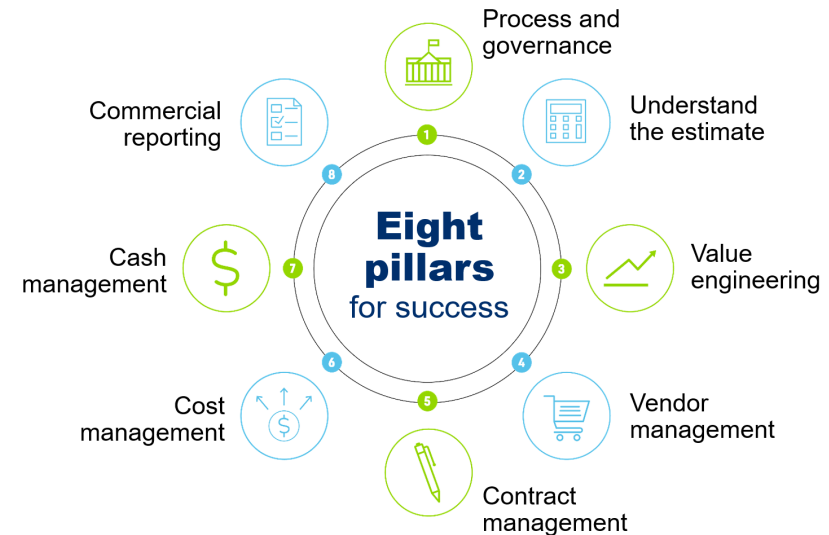 Eight
pillars
for success
1
Process and
governance
2
Understand
the estimate
3
Value
engineering
4
Vendor
management
5
Contract
management
6
Cost
management
$
7
Cash
management
$
8
Commercial
reporting